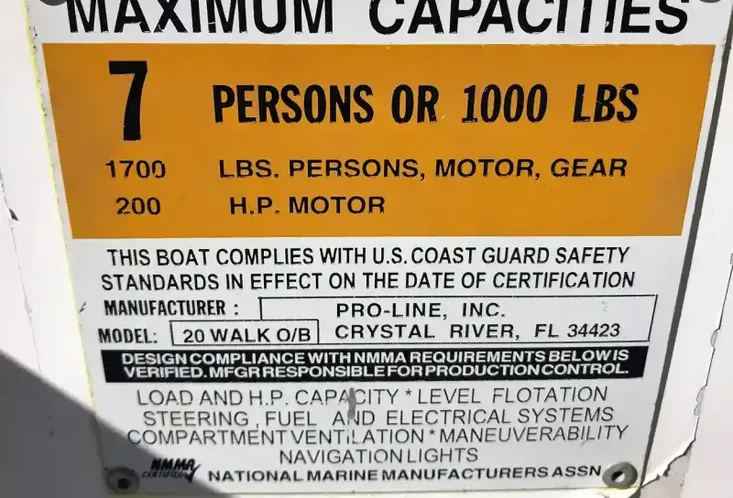 MAXIMUM CAPACITIES
7 PERSONS OR 1000 LBS
1700 LBS. PERSONS, MOTOR, GEAR
200 H.P. MOTOR
THIS BOAT COMPLIES WITH U.S. COAST GUARD SAFETY
STANDARDS IN EFFECT ON THE DATE OF CERTIFICATION
MANUFACTURER : PRO-LINE, INC.
MODEL: 20 WALK O/B CRYSTAL RIVER, FL 34423
DESIGN COMPLIANCE WITH NMMA REQUIREMENTS BELOW IS
VERIFIED. MFGR RESPONSIBLE FOR PRODUCTION CONTROL.
LOAD AND H.P. CAPACITY * LEVEL FLOTATION
STEERING, FUEL AND ELECTRICAL SYSTEMS
COMPARTMENT VENTILATION * MANEUVERABILITY
NAVIGATION LIGHTS
NMMA
CERTIFIED
NATIONAL MARINE MANUFACTURERS ASSN